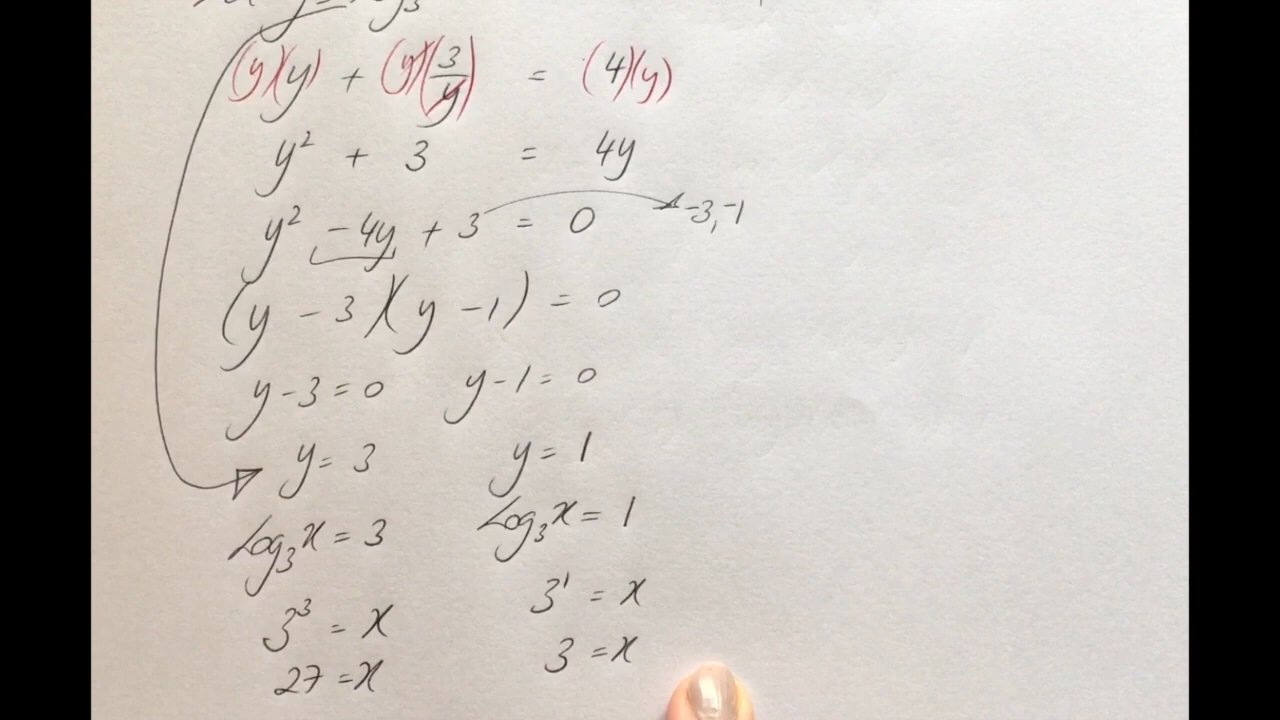 (y)(y) + (y)(3/y) = (4)(y)
y² + 3 = 4y
y² - 4y + 3 = 0 -3, -1
(y - 3)(y - 1) = 0
y - 3 = 0 y - 1 = 0
y = 3 y = 1
Log₃x = 3 Log₃x = 1
3³ = x 3¹ = x
27 = x 3 = x